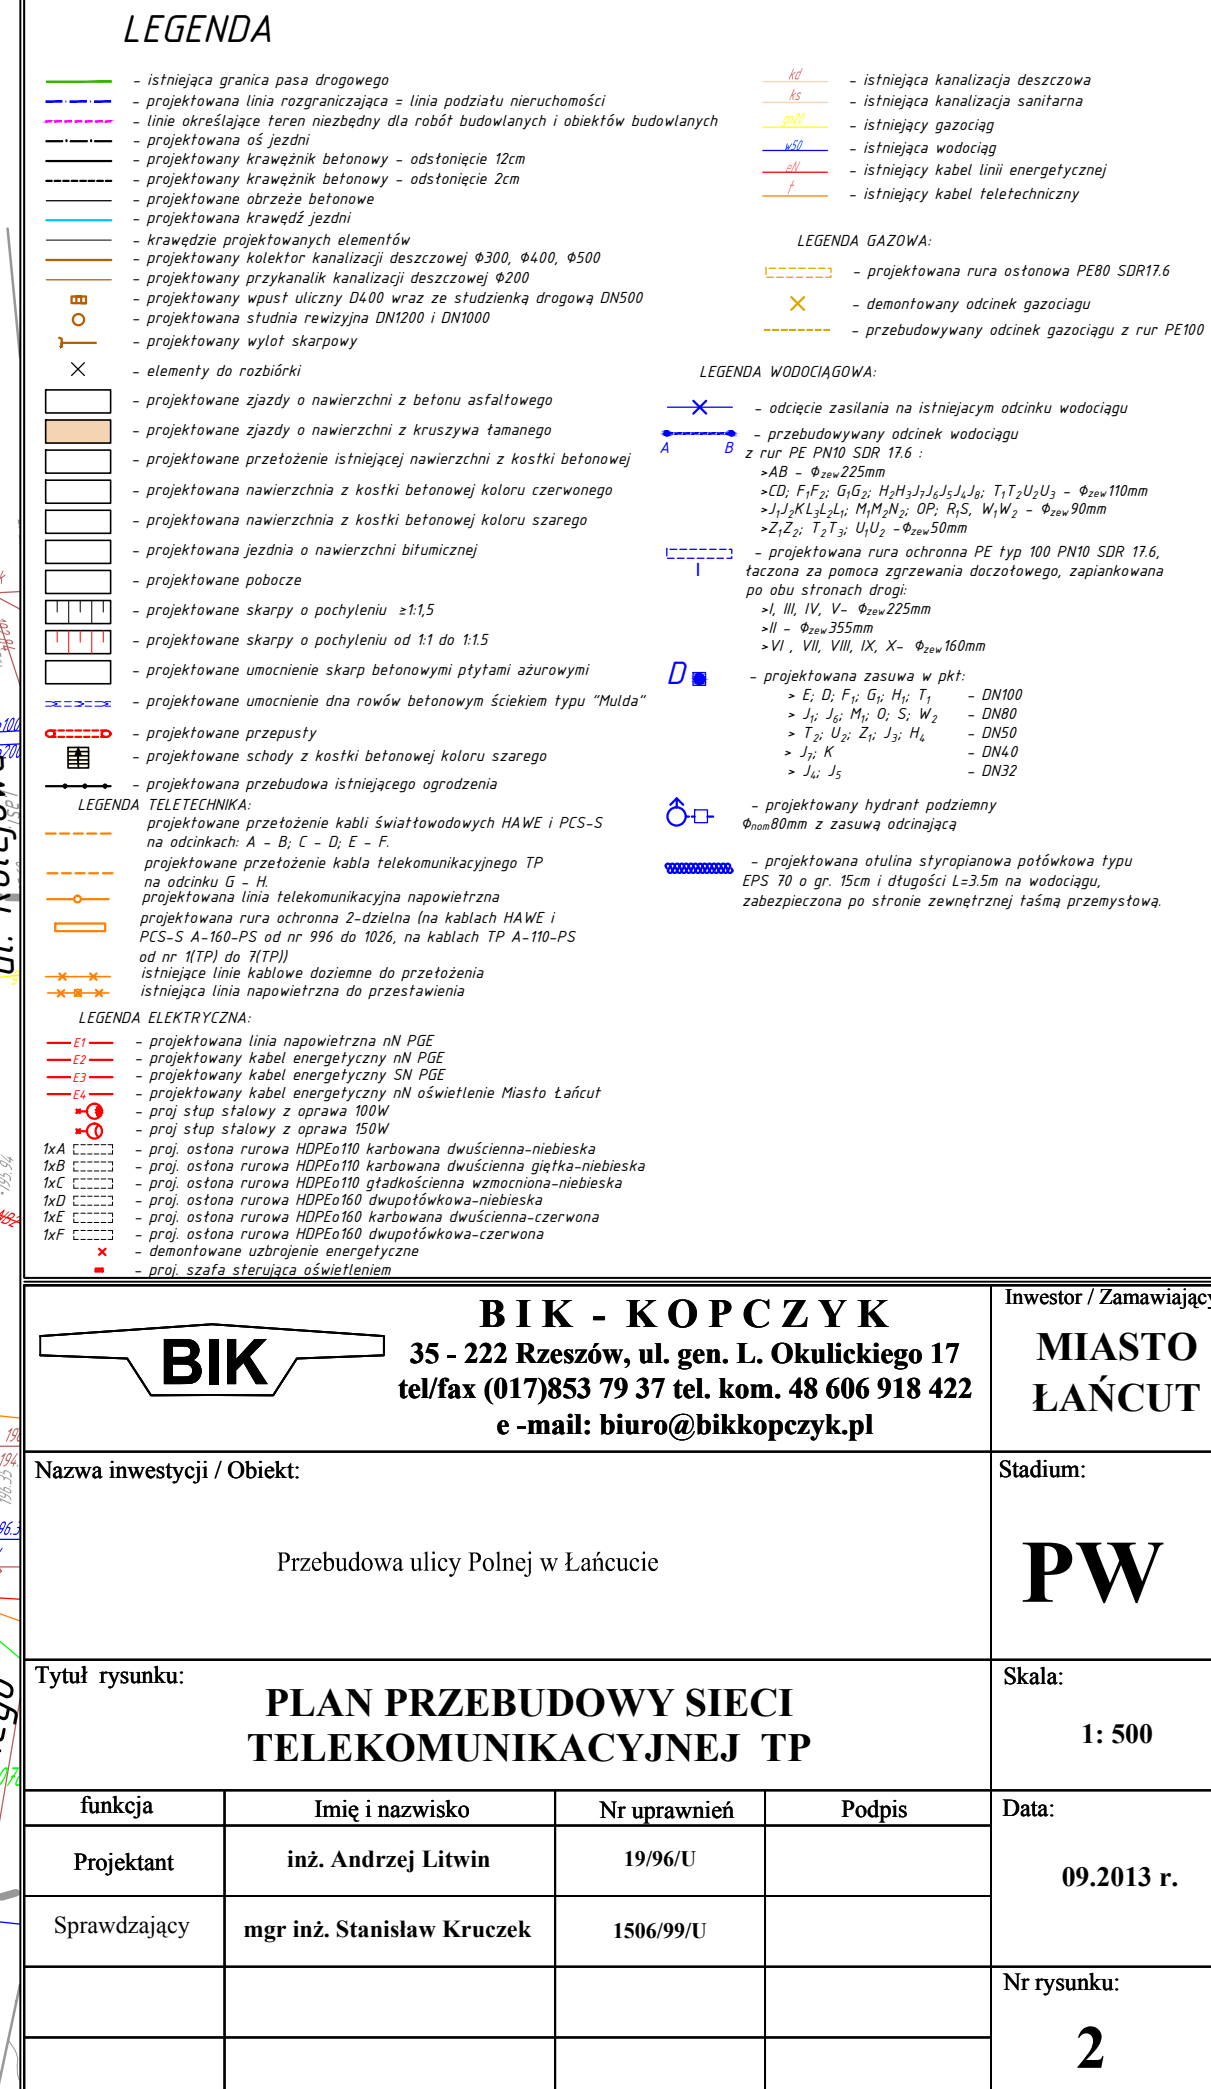 LEGENDA
- istniejąca granica pasa drogowego
- projektowana linia rozgraniczająca = linia podziału nieruchomości
- linie określające teren niezbędny dla robót budowlanych i obiektów budowlanych
- projektowana oś jezdni
- projektowany krawężnik betonowy - odsłonięcie 12cm
- projektowany krawężnik betonowy - odsłonięcie 2cm
- projektowane obrzeże betonowe
- projektowana krawędź jezdni
- krawędzie projektowanych elementów
- projektowany kolektor kanalizacji deszczowej Φ300, Φ400, Φ500
- projektowany przykanalik kanalizacji deszczowej Φ200
- projektowany wpust uliczny D400 wraz ze studzienką drogową DN500
- projektowana studnia rewizyjna DN1200 i DN1000
- projektowany wylot skarpowy
- elementy do rozbiórki
- projektowane zjazdy o nawierzchni z betonu asfaltowego
- projektowane zjazdy o nawierzchni z kruszywa łamanego
- projektowane przełożenie istniejącej nawierzchni z kostki betonowej
- projektowana nawierzchnia z kostki betonowej koloru czerwonego
- projektowana nawierzchnia z kostki betonowej koloru szarego
- projektowana jezdnia o nawierzchni bitumicznej
- projektowane pobocze
- projektowane skarpy o pochyleniu ≥1:1,5
- projektowane skarpy o pochyleniu od 1:1 do 1:1.5
- projektowane umocnienie skarp betonowymi płytami ażurowymi
- projektowane umocnienie dna rowów betonowym ściekiem typu "Mulda"
- projektowane przepusty
- projektowane schody z kostki betonowej koloru szarego
- projektowana przebudowa istniejącego ogrodzenia
LEGENDA TELETECHNIKA:
projektowane przełożenie kabli światłowodowych HAWE i PCS-S
na odcinkach: A - B; C - D; E - F.
projektowane przełożenie kabla telekomunikacyjnego TP
na odcinku G - H.
projektowana linia telekomunikacyjna napowietrzna
projektowana rura ochronna 2-dzielna (na kablach HAWE i
PCS-S A-160-PS od nr 996 do 1026, na kablach TP A-110-PS
od nr 1(TP) do 7(TP))
istniejące linie kablowe doziemne do przełożenia
istniejąca linia napowietrzna do przestawienia
LEGENDA ELEKTRYCZNA:
E1 - projektowana linia napowietrzna nN PGE
E2 - projektowany kabel energetyczny nN PGE
E3 - projektowany kabel energetyczny SN PGE
E4 - projektowany kabel energetyczny nN oświetlenie Miasto Łańcut
- proj słup stalowy z oprawa 100W
- proj słup stalowy z oprawa 150W
1xA - proj. osłona rurowa HDPEo110 karbowana dwuścienna-niebieska
1xB - proj. osłona rurowa HDPEo110 karbowana dwuścienna giętka-niebieska
1xC - proj. osłona rurowa HDPEo110 gładkościenna wzmocniona-niebieska
1xD - proj. osłona rurowa HDPEo160 dwupołówkowa-niebieska
1xE - proj. osłona rurowa HDPEo160 karbowana dwuścienna-czerwona
1xF - proj. osłona rurowa HDPEo160 dwupołówkowa-czerwona
- demontowane uzbrojenie energetyczne
- proj. szafa sterująca oświetleniem
kd - istniejąca kanalizacja deszczowa
ks - istniejąca kanalizacja sanitarna
- istniejący gazociąg
w50 - istniejąca wodociąg
eN - istniejący kabel linii energetycznej
t - istniejący kabel teletechniczny
LEGENDA GAZOWA:
- projektowana rura osłonowa PE80 SDR17.6
- demontowany odcinek gazociagu
- przebudowywany odcinek gazociągu z rur PE100
LEGENDA WODOCIĄGOWA:
- odcięcie zasilania na istniejacym odcinku wodociągu
A B - przebudowywany odcinek wodociągu
z rur PE PN10 SDR 17.6 :
>AB - Φzew225mm
>CD; F1F2; G1G2; H2H3J7J6J5J4J8; T1T2U2U3 - Φzew110mm
>J1J2KL3L2L1; M1M2N2; OP; R1S, W1W2 - Φzew90mm
>Z1Z2; T2T3; U1U2 -Φzew50mm
I - projektowana rura ochronna PE typ 100 PN10 SDR 17.6,
łaczona za pomoca zgrzewania doczołowego, zapiankowana
po obu stronach drogi:
>I, III, IV, V- Φzew225mm
>II - Φzew355mm
>VI , VII, VIII, IX, X- Φzew160mm
D - projektowana zasuwa w pkt:
> E; D; F1; G1; H1; T1 - DN100
> J1; J6; M1; O; S; W2 - DN80
> T2; U2; Z1; J3; H4 - DN50
> J7; K - DN40
> J4; J5 - DN32
- projektowany hydrant podziemny
Φnom80mm z zasuwą odcinającą
- projektowana otulina styropianowa połówkowa typu
EPS 70 o gr. 15cm i długości L=3.5m na wodociągu,
zabezpieczona po stronie zewnętrznej taśmą przemysłową.
BIK
BIK - KOPCZYK
35 - 222 Rzeszów, ul. gen. L. Okulickiego 17
tel/fax (017)853 79 37 tel. kom. 48 606 918 422
e -mail: biuro@bikkopczyk.pl
Inwestor / Zamawiający
MIASTO
ŁAŃCUT
Nazwa inwestycji / Obiekt:
Przebudowa ulicy Polnej w Łańcucie
Stadium:
PW
Tytuł rysunku:
PLAN PRZEBUDOWY SIECI
TELEKOMUNIKACYJNEJ TP
Skala:
1: 500
funkcja Imię i nazwisko Nr uprawnień Podpis
Projektant inż. Andrzej Litwin 19/96/U
Sprawdzający mgr inż. Stanisław Kruczek 1506/99/U
Data:
09.2013 r.
Nr rysunku:
2